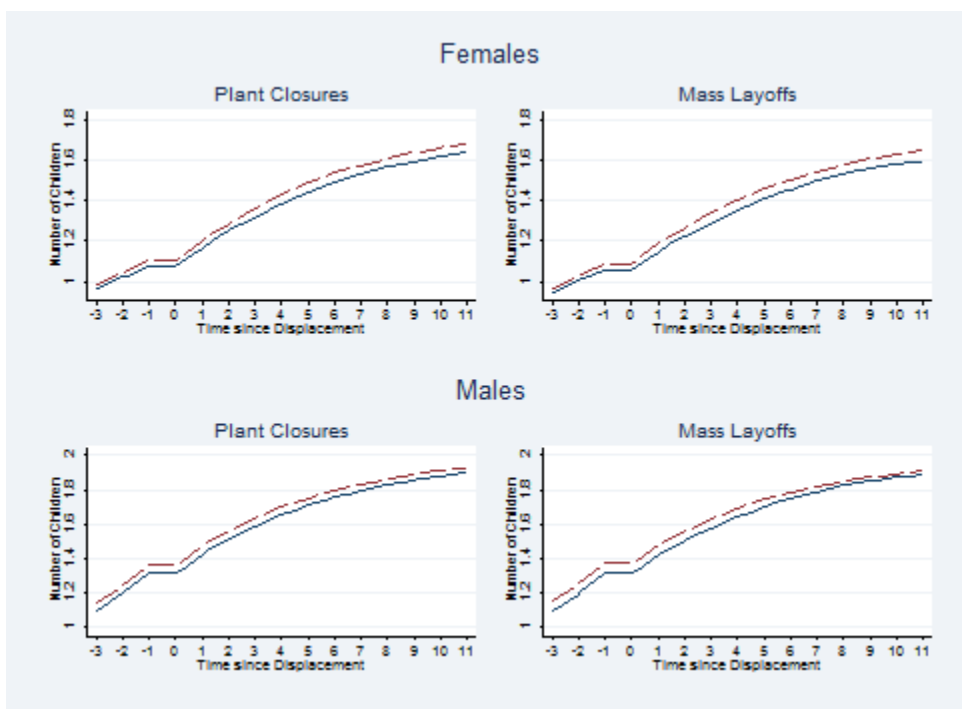 Females
Plant Closures
Mass Layoffs
Number of Children
1.8
1.6
1.4
1.2
1
-3 -2 -1 0 1 2 3 4 5 6 7 8 9 10 11
Time since Displacement
Number of Children
1.8
1.6
1.4
1.2
1
-3 -2 -1 0 1 2 3 4 5 6 7 8 9 10 11
Time since Displacement
Males
Plant Closures
Mass Layoffs
Number of Children
2
1.8
1.6
1.4
1.2
1
-3 -2 -1 0 1 2 3 4 5 6 7 8 9 10 11
Time since Displacement
Number of Children
2
1.8
1.6
1.4
1.2
1
-3 -2 -1 0 1 2 3 4 5 6 7 8 9 10 11
Time since Displacement